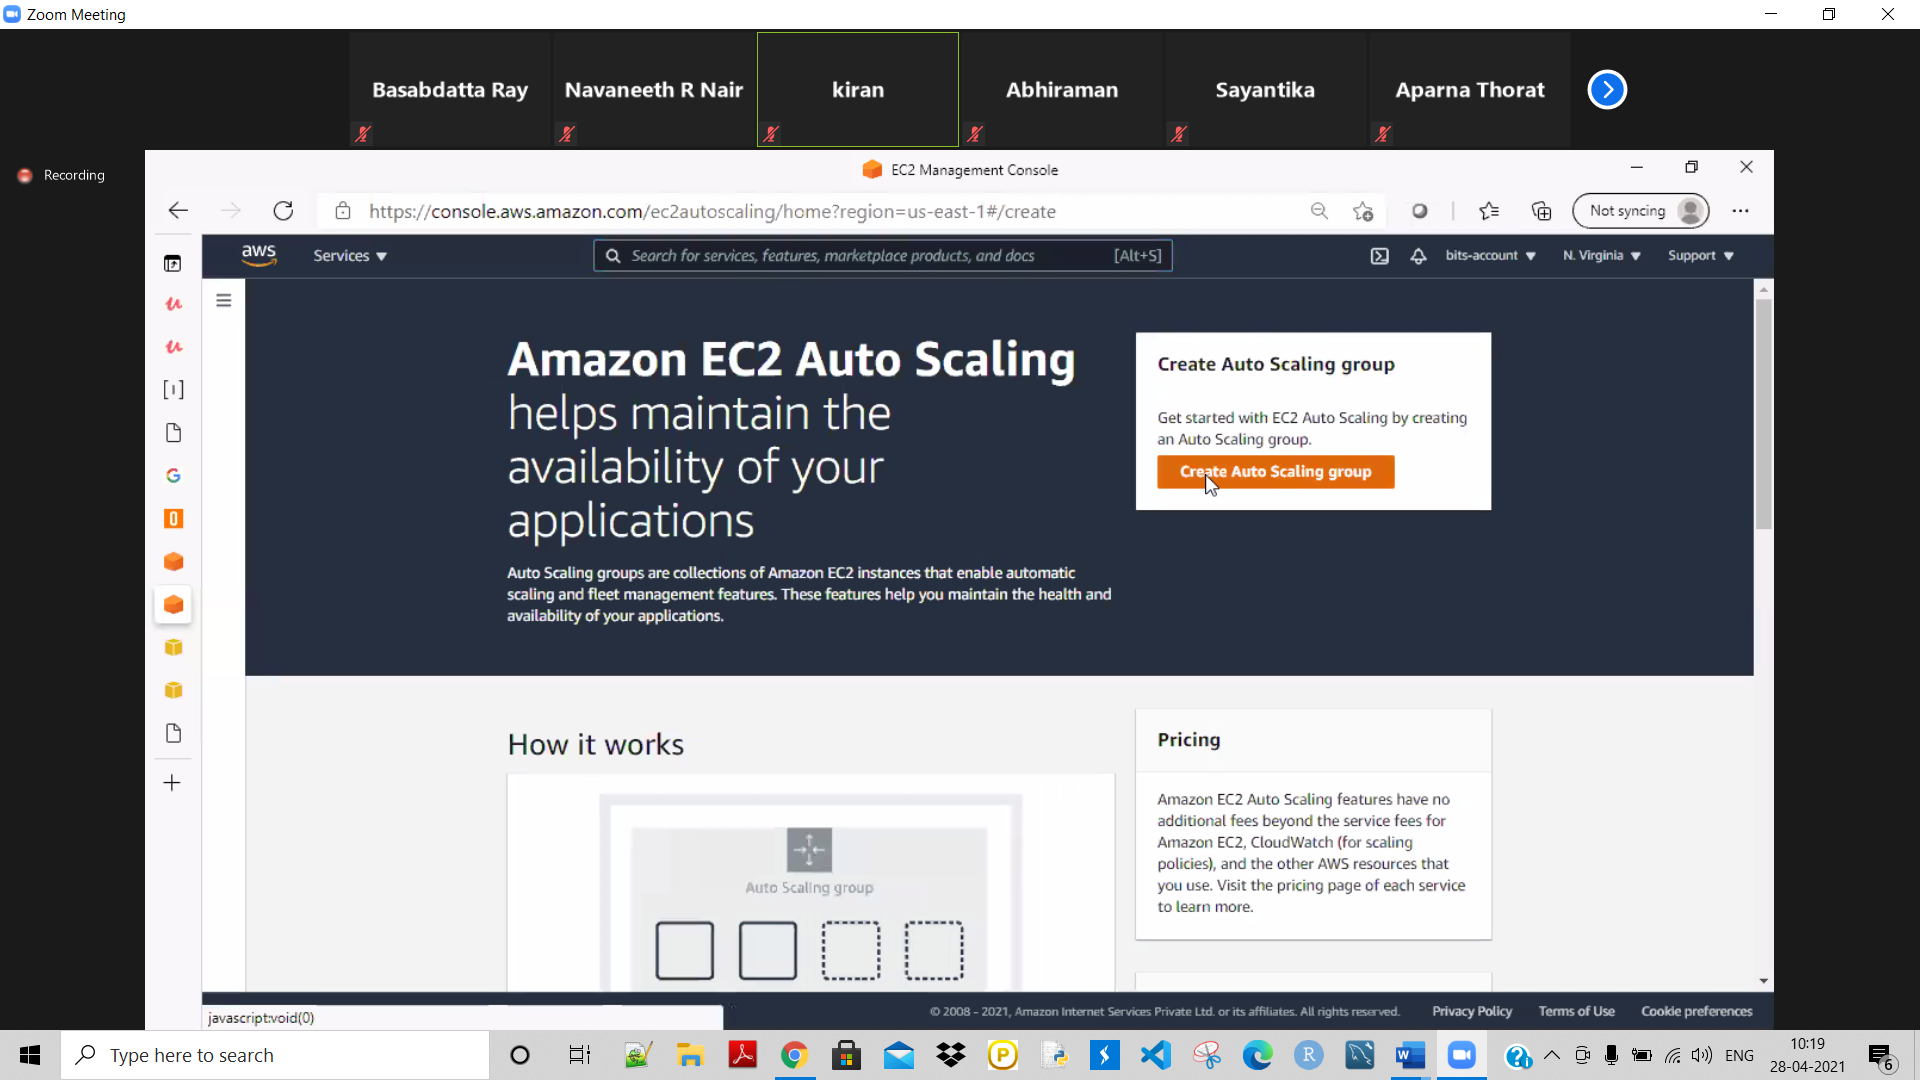 Zoom Meeting
Basabdatta Ray
Navaneeth R Nair
kiran
Abhiraman
Sayantika
Aparna Thorat
Recording
EC2 Management Console
https://console.aws.amazon.com/ec2autoscaling/home?region=us-east-1#/create
Not syncing
aws
Services
Search for services, features, marketplace products, and docs
[Alt+S]
bits-account
N. Virginia
Support
Amazon EC2 Auto Scaling
helps maintain the
availability of your
applications
Auto Scaling groups are collections of Amazon EC2 instances that enable automatic
scaling and fleet management features. These features help you maintain the health and
availability of your applications.
Create Auto Scaling group
Get started with EC2 Auto Scaling by creating
an Auto Scaling group.
Create Auto Scaling group
How it works
Auto Scaling group
Pricing
Amazon EC2 Auto Scaling features have no
additional fees beyond the service fees for
Amazon EC2, CloudWatch (for scaling
policies), and the other AWS resources that
you use. Visit the pricing page of each service
to learn more.
javascript:void(0)
© 2008 - 2021, Amazon Internet Services Private Ltd. or its affiliates. All rights reserved.
Privacy Policy
Terms of Use
Cookie preferences
Type here to search
ENG
10:19
28-04-2021
6